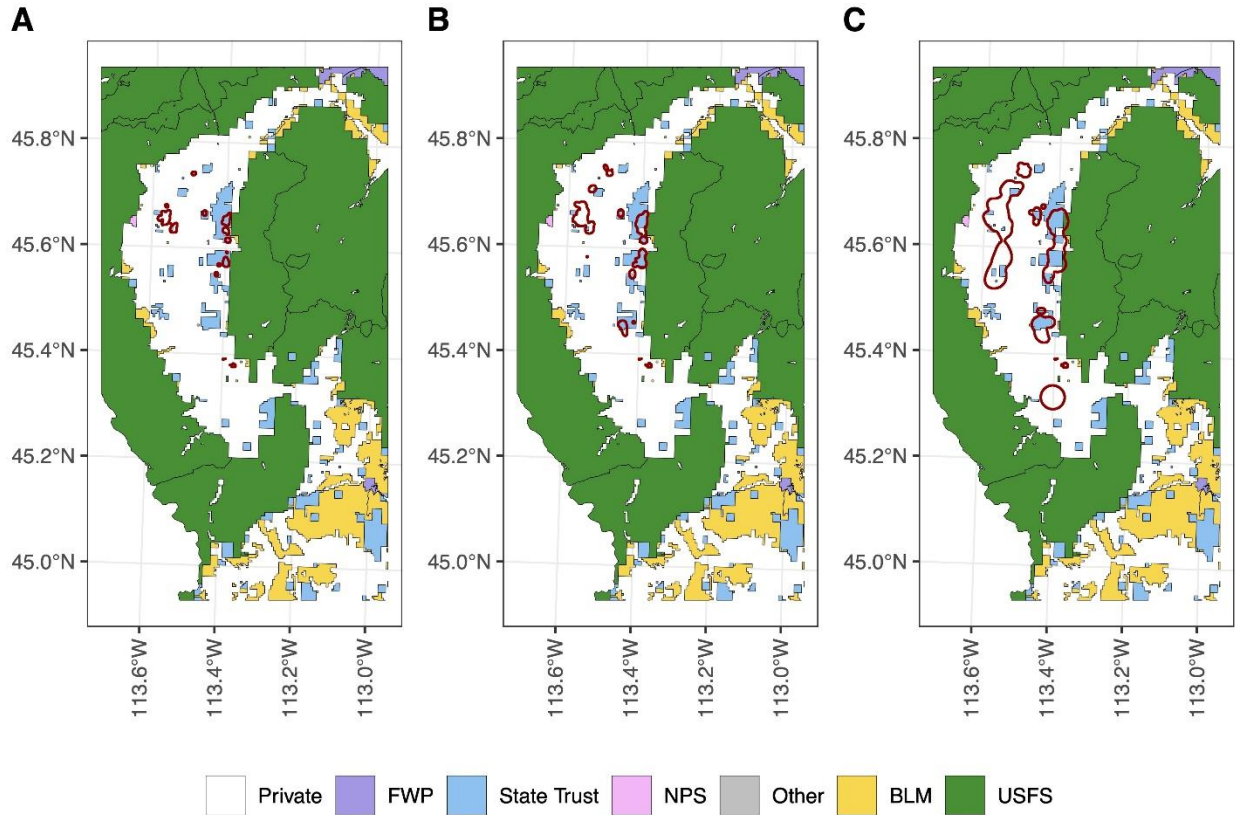 A
B
C
45.8°N
45.6°N
45.4°N
45.2°N
45.0°N
45.8°N
45.6°N
45.4°N
45.2°N
45.0°N
45.8°N
45.6°N
45.4°N
45.2°N
45.0°N
113.6°W
113.4°W
113.2°W
113.0°W
113.6°W
113.4°W
113.2°W
113.0°W
113.6°W
113.4°W
113.2°W
113.0°W
Private FWP State Trust NPS Other BLM USFS